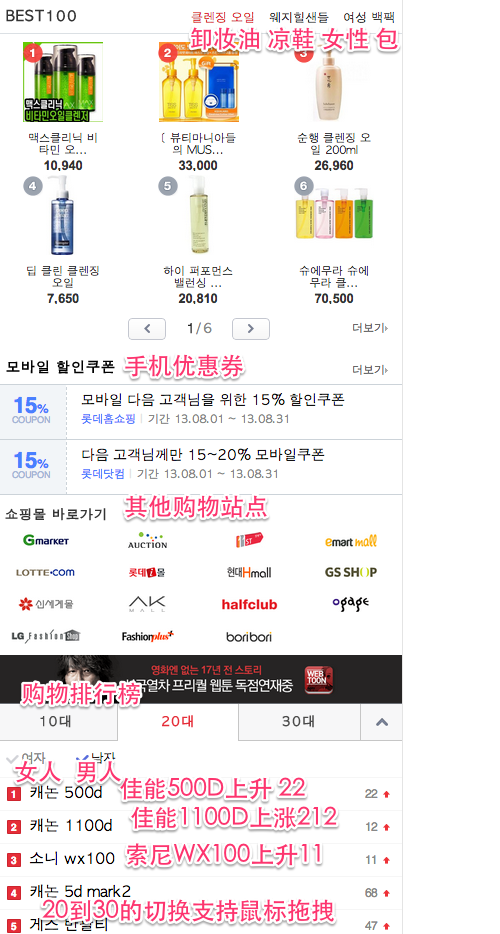 BEST100
클렌징 오일 웨지힐샌들 여성 백팩
卸妆油 凉鞋 女性 包
1 2 3
맥스클리닉
비타민오일클렌저
맥스클리닉 비타민 오...
10,940
[ 뷰티마니아들의 MUS...
33,000
순행 클렌징 오일 200ml
26,960
4 5 6
딥 클린 클렌징 오일
7,650
하이 퍼포먼스 밸런싱 ...
20,810
슈에무라 슈에무라 클...
70,500
1/6
더보기
모바일 할인쿠폰
手机优惠券
더보기
15%
COUPON
모바일 다음 고객님을 위한 15% 할인쿠폰
롯데홈쇼핑 | 기간 13.08.01 ~ 13.08.31
15%
COUPON
다음 고객님께만 15~20% 모바일쿠폰
롯데닷컴 | 기간 13.08.01 ~ 13.08.31
쇼핑몰 바로가기
其他购物站点
Gmarket AUCTION 11ST emart mall
LOTTE.COM 롯데i몰 현대Hmall GS SHOP
신세계몰 AK MALL halfclub ogage
LG Fashion Shop Fashionplus+ boribori
영화엔 없는 17년 전 스토리
국열차 프리퀄 웹툰 독점연재중
WEB TOON
购物排行榜
10대 20대 30대
여자 남자
女人 男人
1 캐논 500d 22
佳能500D上升 22
2 캐논 1100d 12
佳能1100D上涨212
3 소니 wx100 11
索尼WX100上升11
4 캐논 5d mark2 68
20到30的切换支持鼠标拖拽
5 게스 반팔티 47